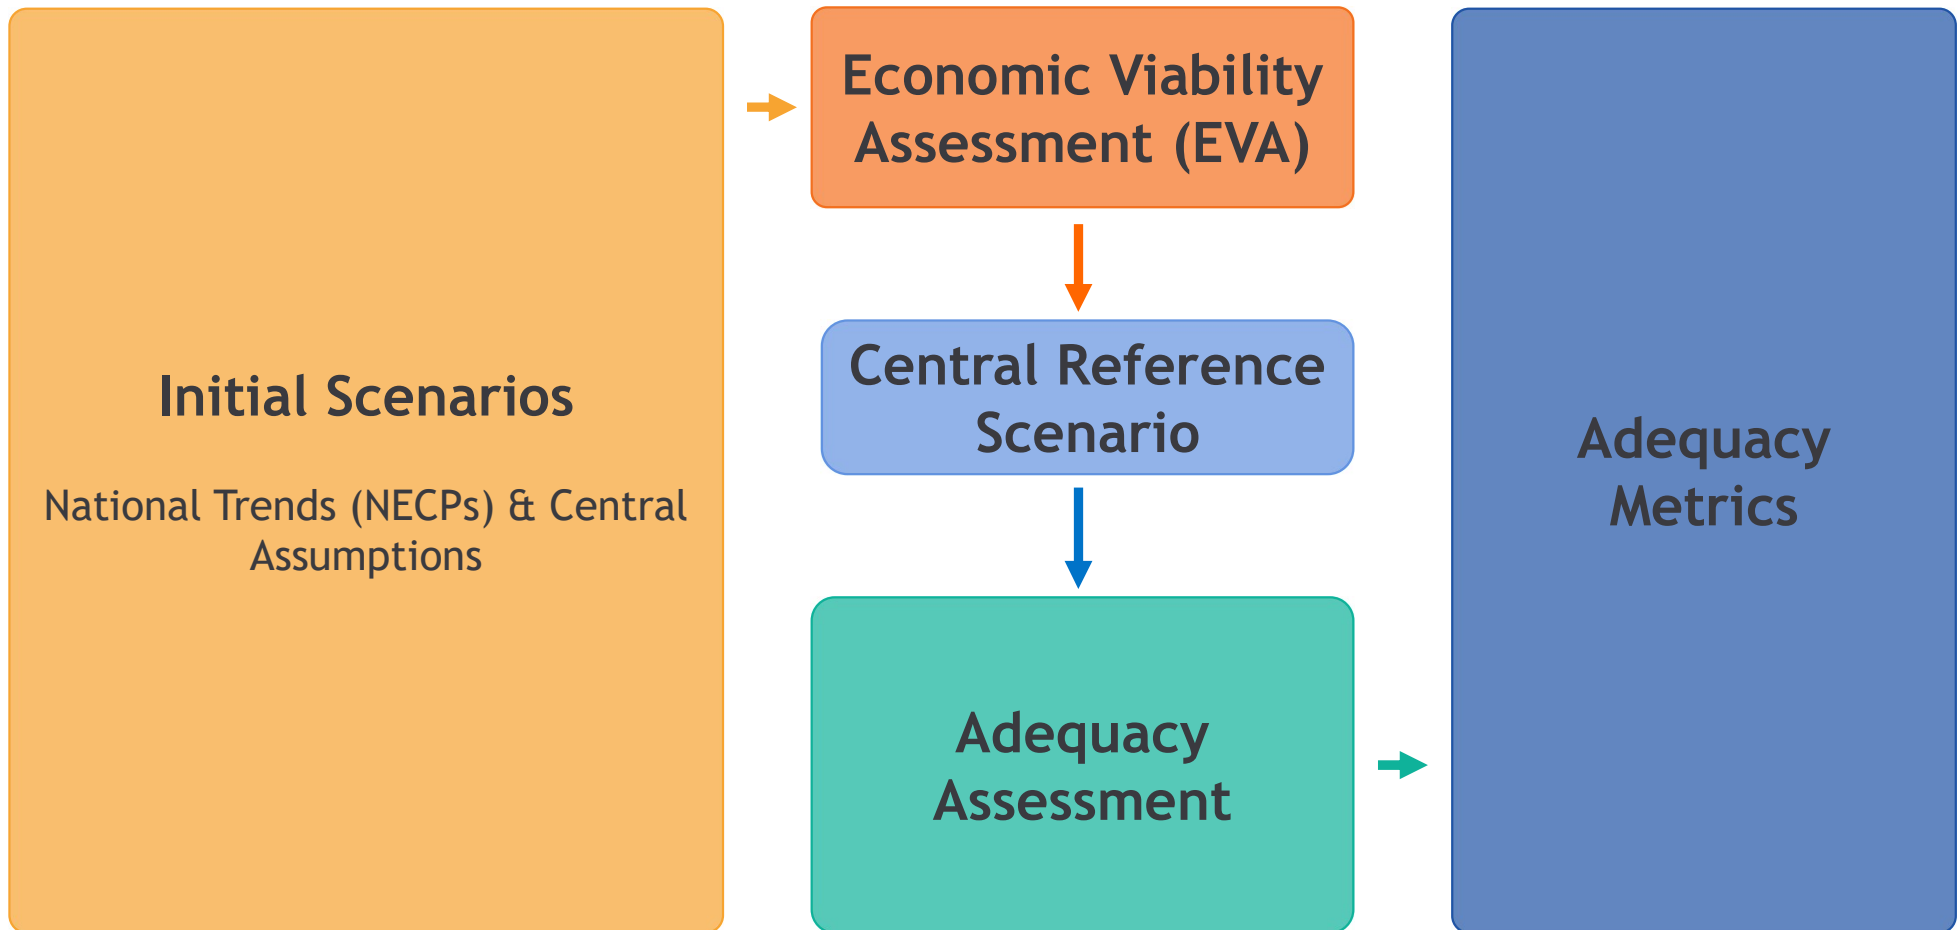 Initial Scenarios
National Trends (NECPs) & Central
Assumptions
Economic Viability
Assessment (EVA)
Central Reference
Scenario
Adequacy
Assessment
Adequacy
Metrics